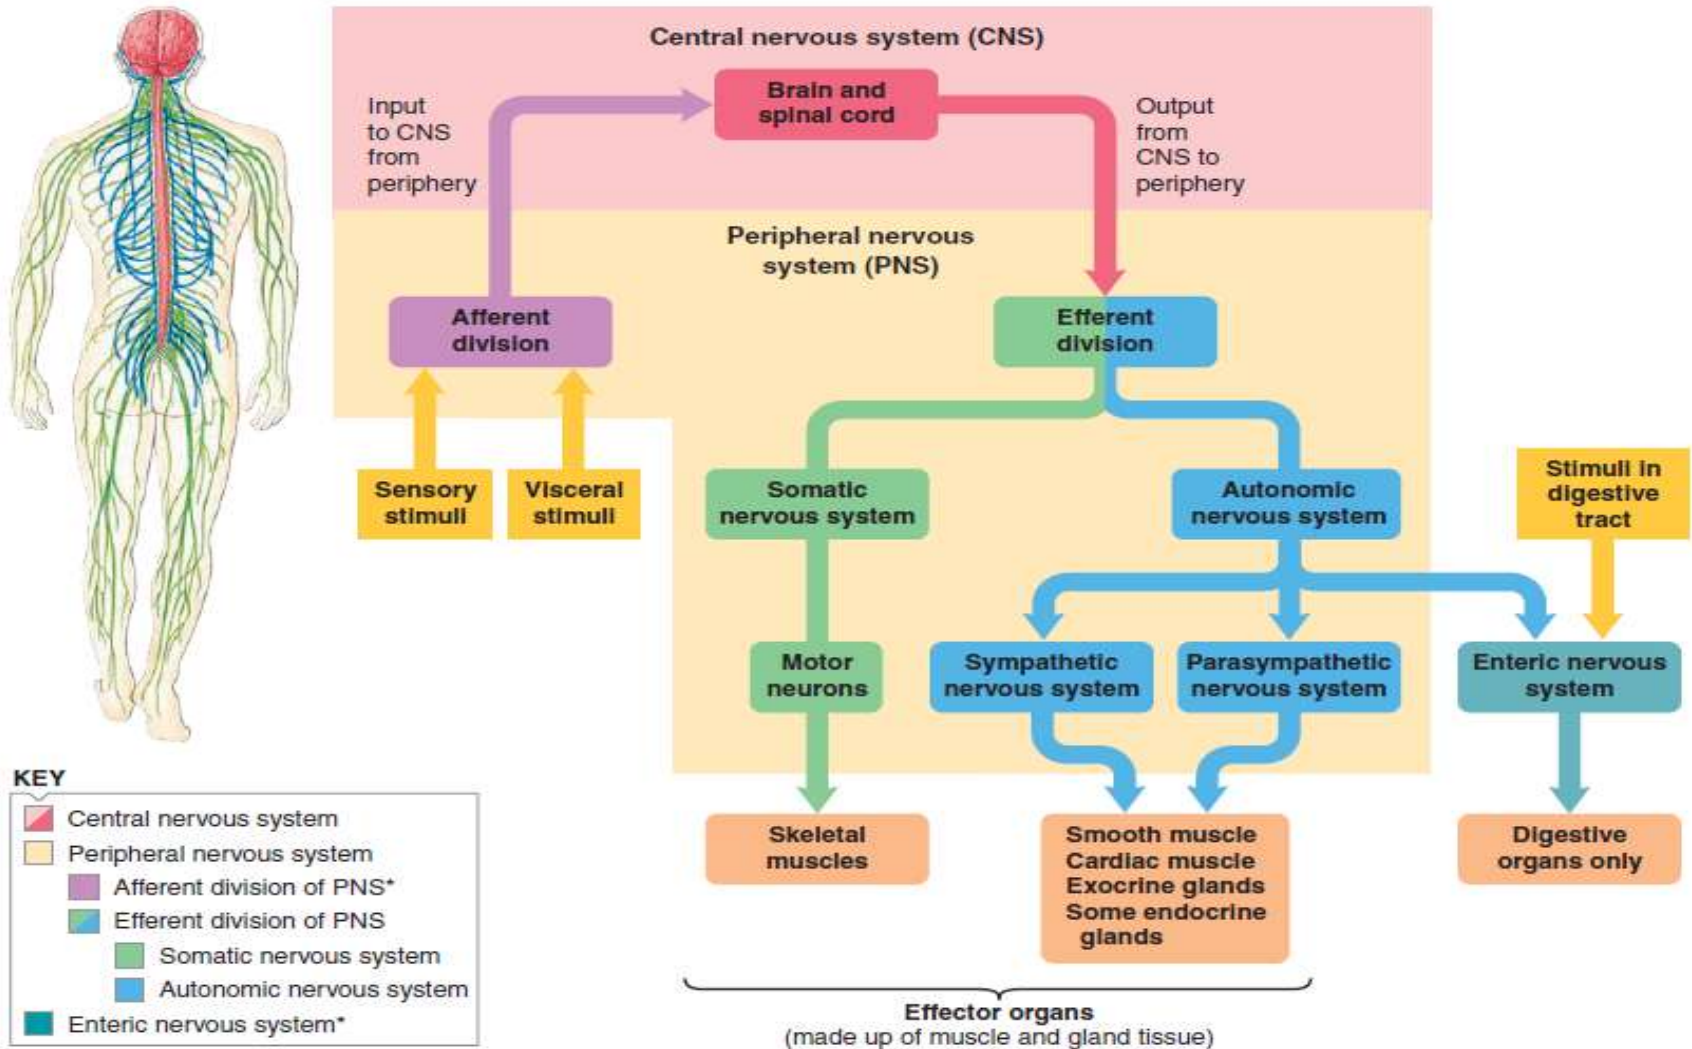 Central nervous system (CNS)
Input
to CNS
from
periphery
Brain and
spinal cord
Output
from
CNS to
periphery
Peripheral nervous
system (PNS)
Afferent
division
Efferent
division
Sensory
stimuli
Visceral
stimuli
Somatic
nervous system
Autonomic
nervous system
Stimuli in
digestive
tract
Motor
neurons
Sympathetic
nervous system
Parasympathetic
nervous system
Enteric nervous
system
Skeletal
muscles
Smooth muscle
Cardiac muscle
Exocrine glands
Some endocrine
glands
Digestive
organs only
Effector organs
(made up of muscle and gland tissue)
KEY
Central nervous system
Peripheral nervous system
Afferent division of PNS*
Efferent division of PNS
Somatic nervous system
Autonomic nervous system
Enteric nervous system*